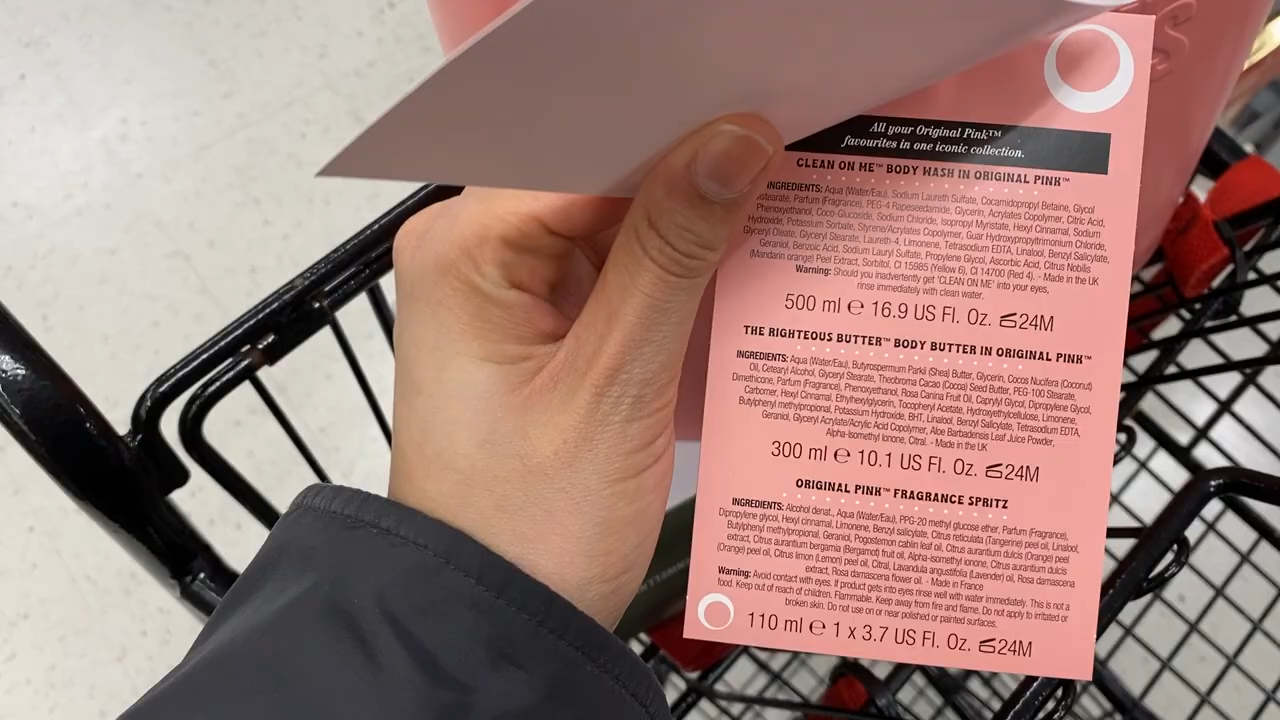 All your Original Pink™
favourites in one iconic collection.
CLEAN ON ME™ BODY WASH IN ORIGINAL PINK™
INGREDIENTS: Aqua (Water/Eau), Sodium Laureth Sulfate, Cocamidopropyl Betaine, Glycol
Parfum (Fragrance), PEG-4 Rapeseedamide, Glycerin, Acrylates Copolymer, Citric Acid,
Phenoxyethanol, Coco-Glucoside, Sodium Chloride, Isopropyl Myristate, Hexyl Cinnamal, Sodium
Hydroxide, Potassium Sorbate, Styrene/Acrylates Copolymer, Guar Hydroxypropyltrimonium Chloride,
Glyceryl Oleate, Glyceryl Stearate, Laureth-4, Limonene, Tetrasodium EDTA, Linalool, Benzyl Salicylate,
Geraniol, Benzoic Acid, Sodium Lauryl Sulfate, Propylene Glycol, Ascorbic Acid, Citrus Nobilis
(Mandarin orange) Peel Extract, Sorbitol, CI 15985 (Yellow 6), CI 14700 (Red 4). - Made in the UK
Warning: Should you inadvertently get 'CLEAN ON ME' into your eyes,
rinse immediately with clean water.
500 ml ℮ 16.9 US Fl. Oz. 24M
THE RIGHTEOUS BUTTER™ BODY BUTTER IN ORIGINAL PINK™
INGREDIENTS: Aqua (Water/Eau), Butyrospermum Parkii (Shea) Butter, Glycerin, Cocos Nucifera (Coconut)
Oil, Cetearyl Alcohol, Glyceryl Stearate, Theobroma Cacao (Cocoa) Seed Butter, PEG-100 Stearate,
Dimethicone, Parfum (Fragrance), Phenoxyethanol, Rosa Canina Fruit Oil, Caprylyl Glycol, Dipropylene Glycol,
Carbomer, Hexyl Cinnamal, Ethylhexylglycerin, Tocopheryl Acetate, Hydroxyethylcellulose, Limonene,
Butylphenyl methylpropional, Potassium Hydroxide, BHT, Linalool, Benzyl Salicylate, Tetrasodium EDTA,
Geraniol, Glyceryl Acrylate/Acrylic Acid Copolymer, Aloe Barbadensis Leaf Juice Powder,
Alpha-Isomethyl Ionone, Citral. - Made in the UK
300 ml ℮ 10.1 US Fl. Oz. 24M
ORIGINAL PINK™ FRAGRANCE SPRITZ
INGREDIENTS: Alcohol denat., Aqua (Water/Eau), PPG-20 methyl glucose ether, Parfum (Fragrance),
Dipropylene glycol, Hexyl cinnamal, Limonene, Benzyl salicylate, Citrus reticulata (Tangerine) peel oil, Linalool,
Butylphenyl methylpropional, Geraniol, Pogostemon cablin leaf oil, Citrus aurantium dulcis (Orange) peel
extract, Citrus aurantium bergamia (Bergamot) fruit oil, Alpha-isomethyl ionone, Citrus aurantium dulcis
(Orange) peel oil, Citrus limon (Lemon) peel oil, Citral, Lavandula angustifolia (Lavender) oil, Rosa damascena
extract, Rosa damascena flower oil. - Made in France
Warning: Avoid contact with eyes. If product gets into eyes rinse well with water immediately. This is not a
food. Keep out of reach of children. Flammable. Keep away from fire and flame. Do not apply to irritated or
broken skin. Do not use on or near polished or painted surfaces.
110 ml ℮ 1 x 3.7 US Fl. Oz. 24M